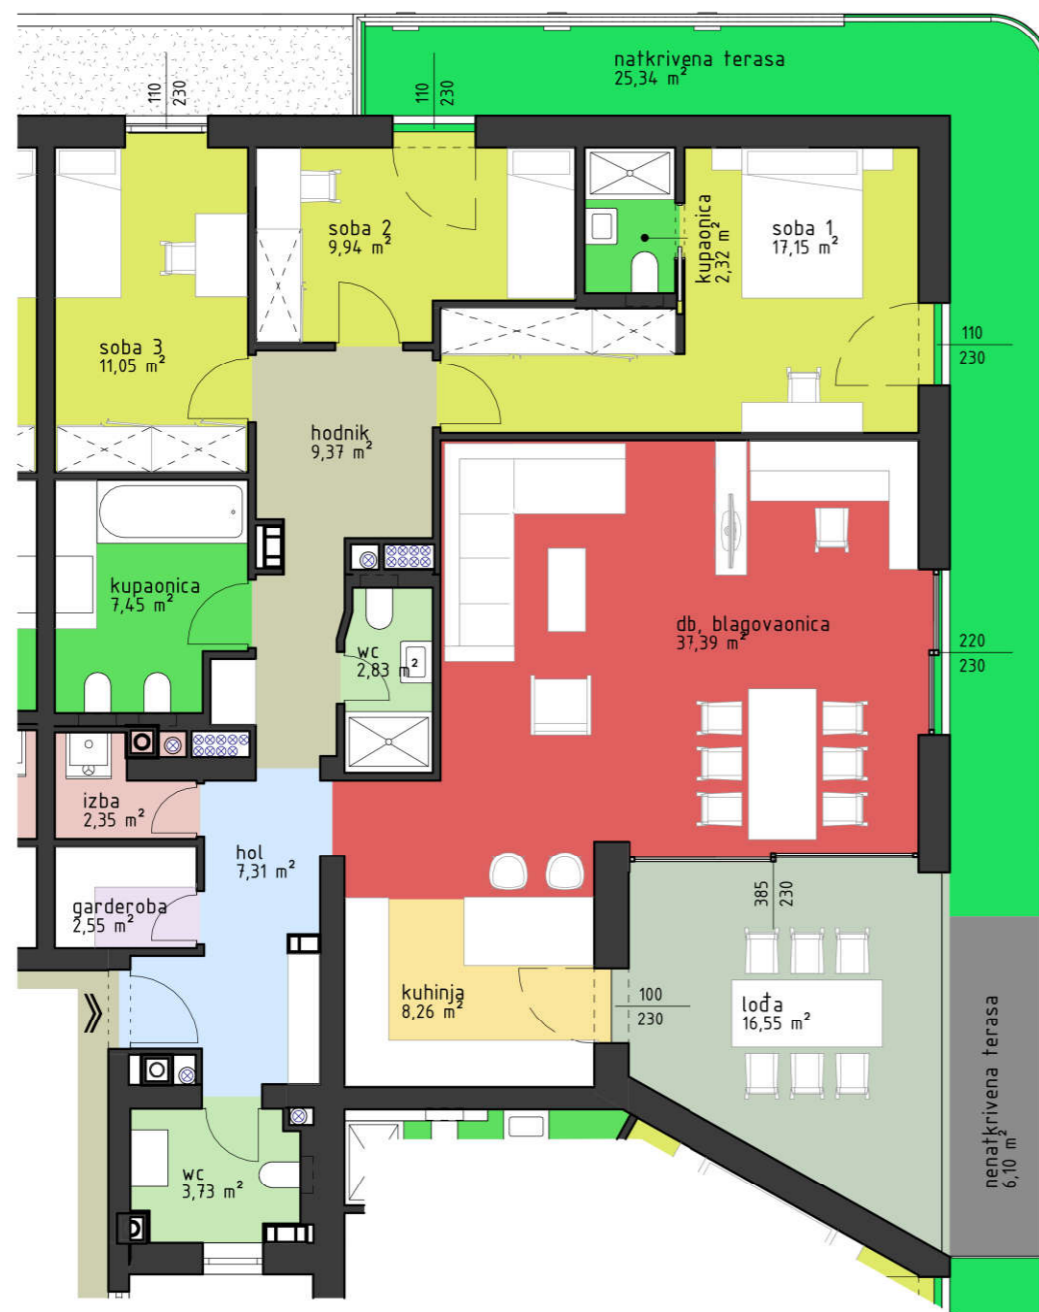 natkrivena terasa
25,34 m²
110
230
110
230
soba 2
9,94 m²
kupaonica
2,32 m²
soba 1
17,15 m²
soba 3
11,05 m²
110
230
hodnik
9,37 m²
kupaonica
7,45 m²
wc
2,83 m²
db, blagovaonica
37,39 m²
220
230
izba
2,35 m²
hol
7,31 m²
garderoba
2,55 m²
385
230
kuhinja
8,26 m²
100
230
lođa
16,55 m²
nenatkrivena terasa
6,10 m²
wc
3,73 m²